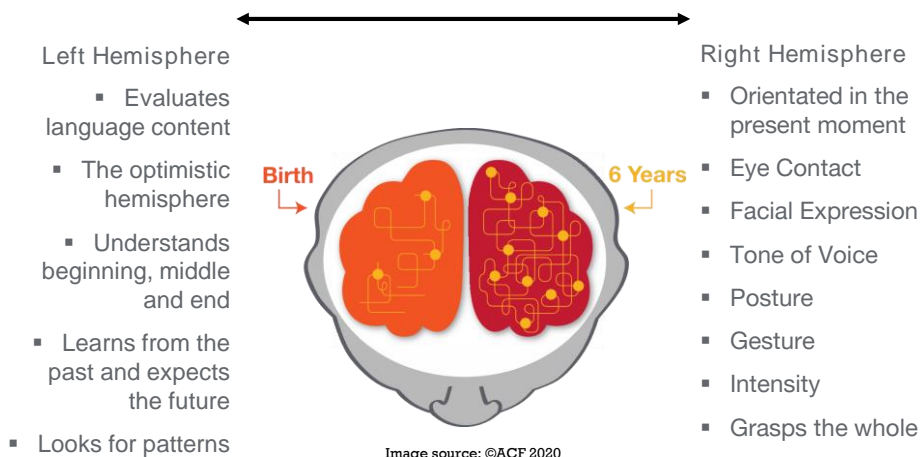 Left Hemisphere
▪ Evaluates
language content
▪ The optimistic
hemisphere
▪ Understands
beginning, middle
and end
▪ Learns from the
past and expects
the future
▪ Looks for patterns
Birth
6 Years
Image source: ©ACF 2020
Right Hemisphere
▪ Orientated in the
present moment
▪ Eye Contact
▪ Facial Expression
▪ Tone of Voice
▪ Posture
▪ Gesture
▪ Intensity
▪ Grasps the whole